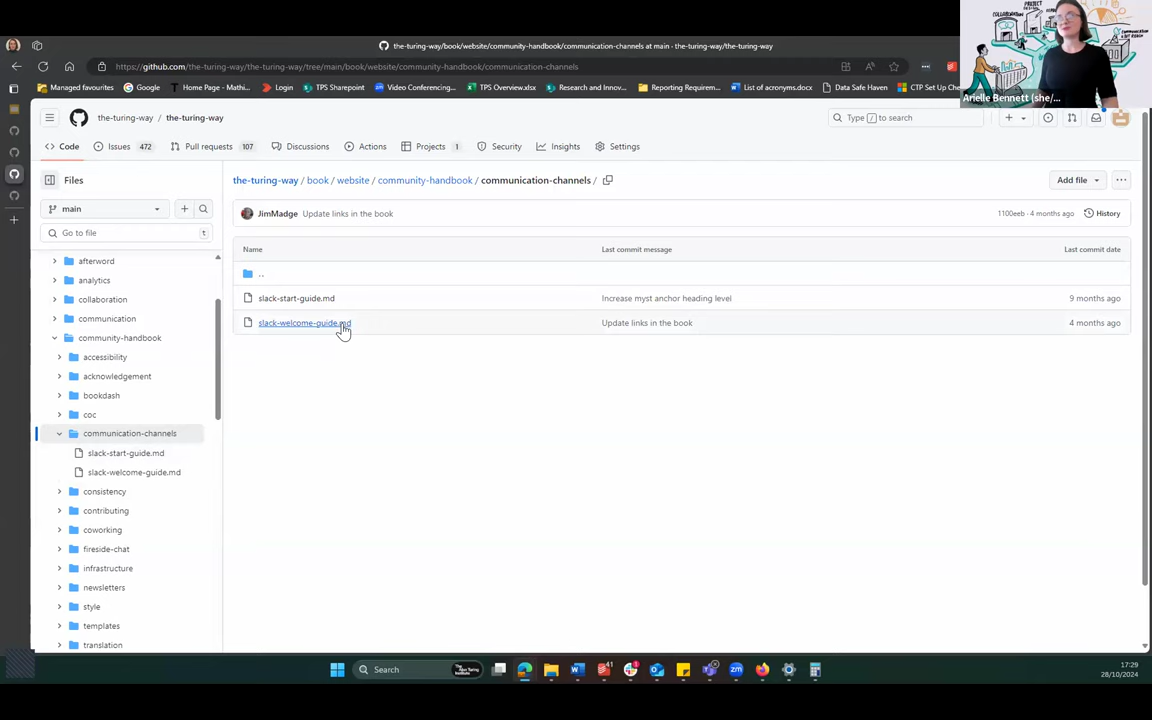 the-turing-way/book/website/community-handbook/communication-channels at main · the-turing-way/the-turing-way
https://github.com/the-turing-way/the-turing-way/tree/main/book/website/community-handbook/communication-channels
Managed favourites Google Home Page - Mathi... TPS Sharepoint Login Video Conferencing... TPS Overview.xlsx Research and Innov... Reporting Requirem... List of acronyms.docx Data Safe Haven CTP Set Up Che
Arielle Bennett (she/...
the-turing-way / the-turing-way
Type / to search
Code Issues 472 Pull requests 107 Discussions Actions Projects 1 Security Insights Settings
Files
the-turing-way / book / website / community-handbook / communication-channels /
Add file
main
JimMadge Update links in the book
1100eeb · 4 months ago History
Go to file t
Name Last commit message Last commit date
afterword
..
analytics
slack-start-guide.md Increase myst anchor heading level 9 months ago
collaboration
communication
slack-welcome-guide.md Update links in the book 4 months ago
community-handbook
accessibility
acknowledgement
bookdash
coc
communication-channels
slack-start-guide.md
slack-welcome-guide.md
consistency
contributing
coworking
fireside-chat
infrastructure
newsletters
style
templates
translation
Search
41
17:29
28/10/2024